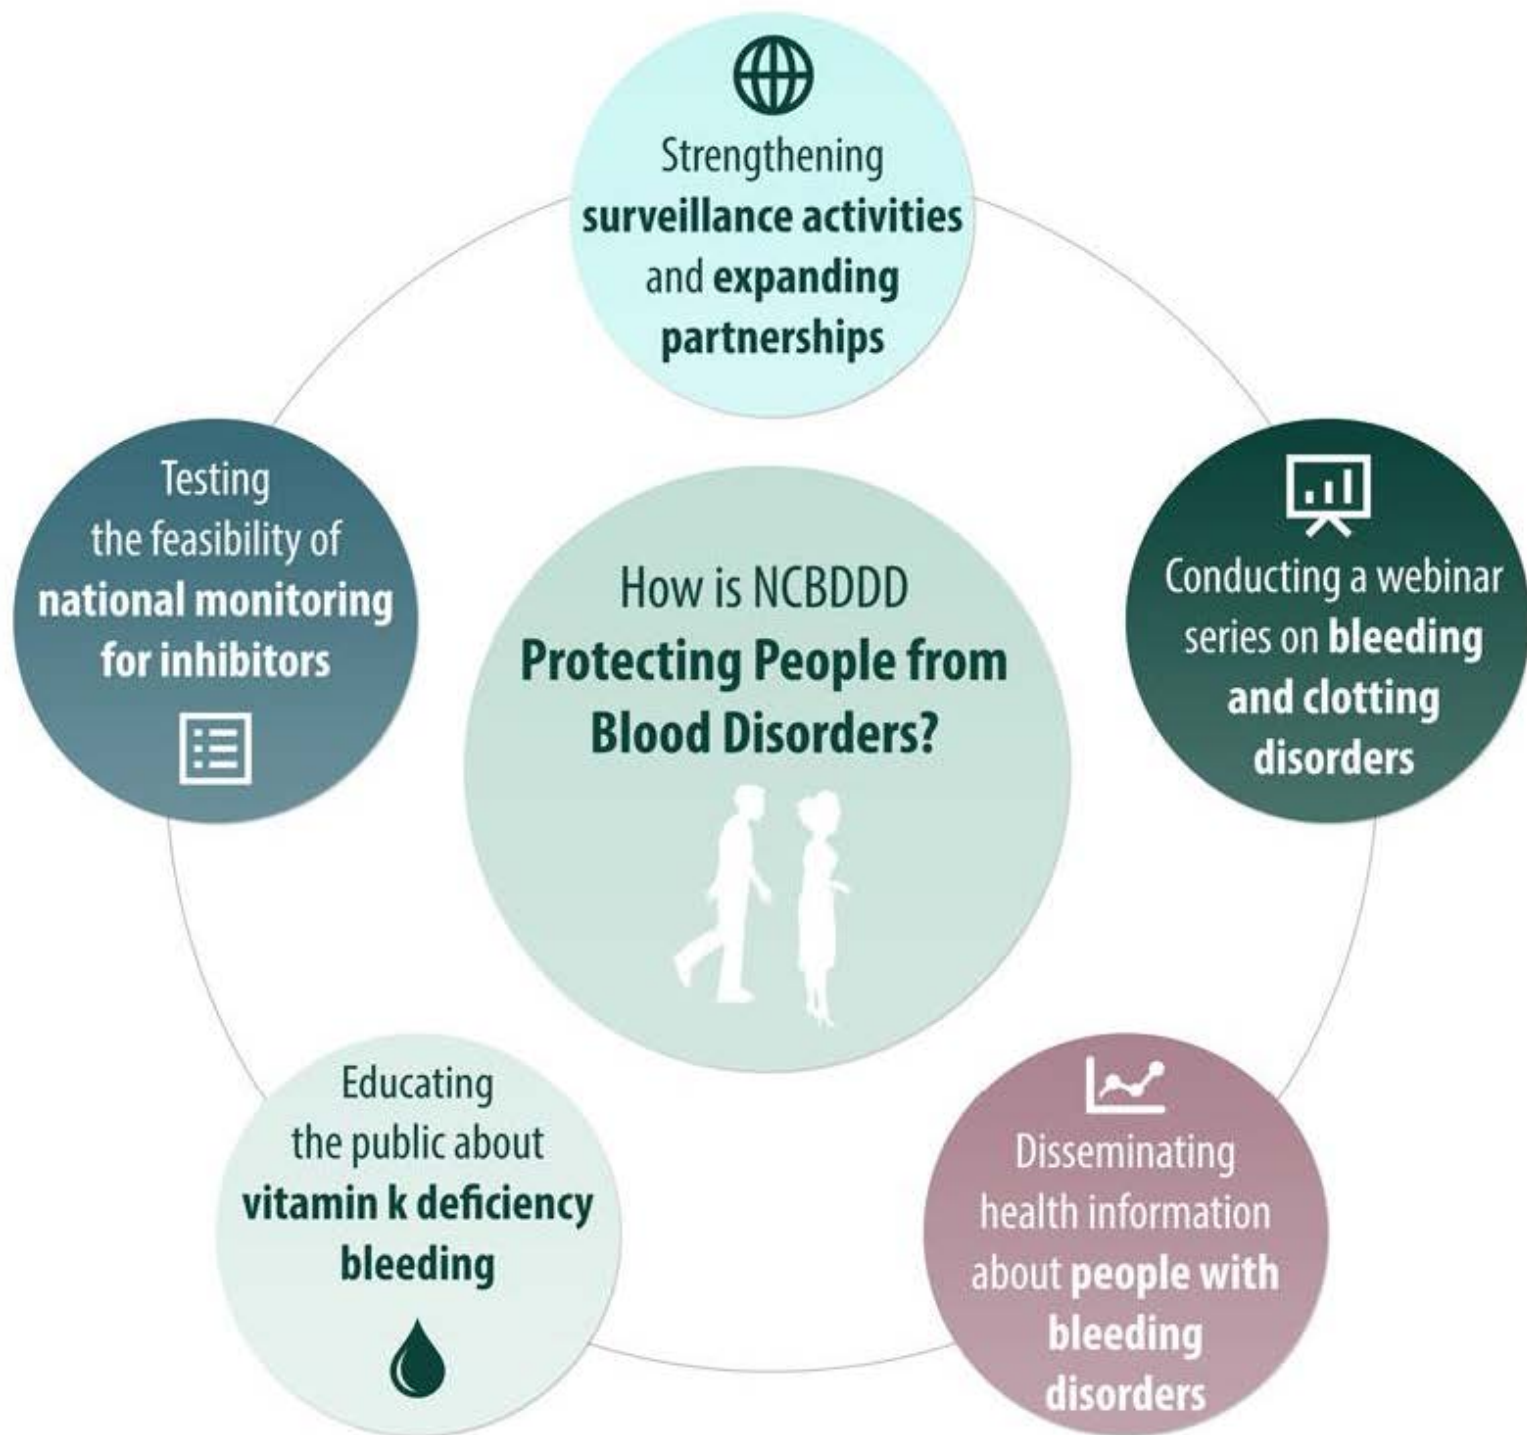 Strengthening
surveillance activities
and expanding
partnerships
Testing
the feasibility of
national monitoring
for inhibitors
How is NCBDDD
Protecting People from
Blood Disorders?
Conducting a webinar
series on bleeding
and clotting
disorders
Educating
the public about
vitamin k deficiency
bleeding
Disseminating
health information
about people with
bleeding
disorders